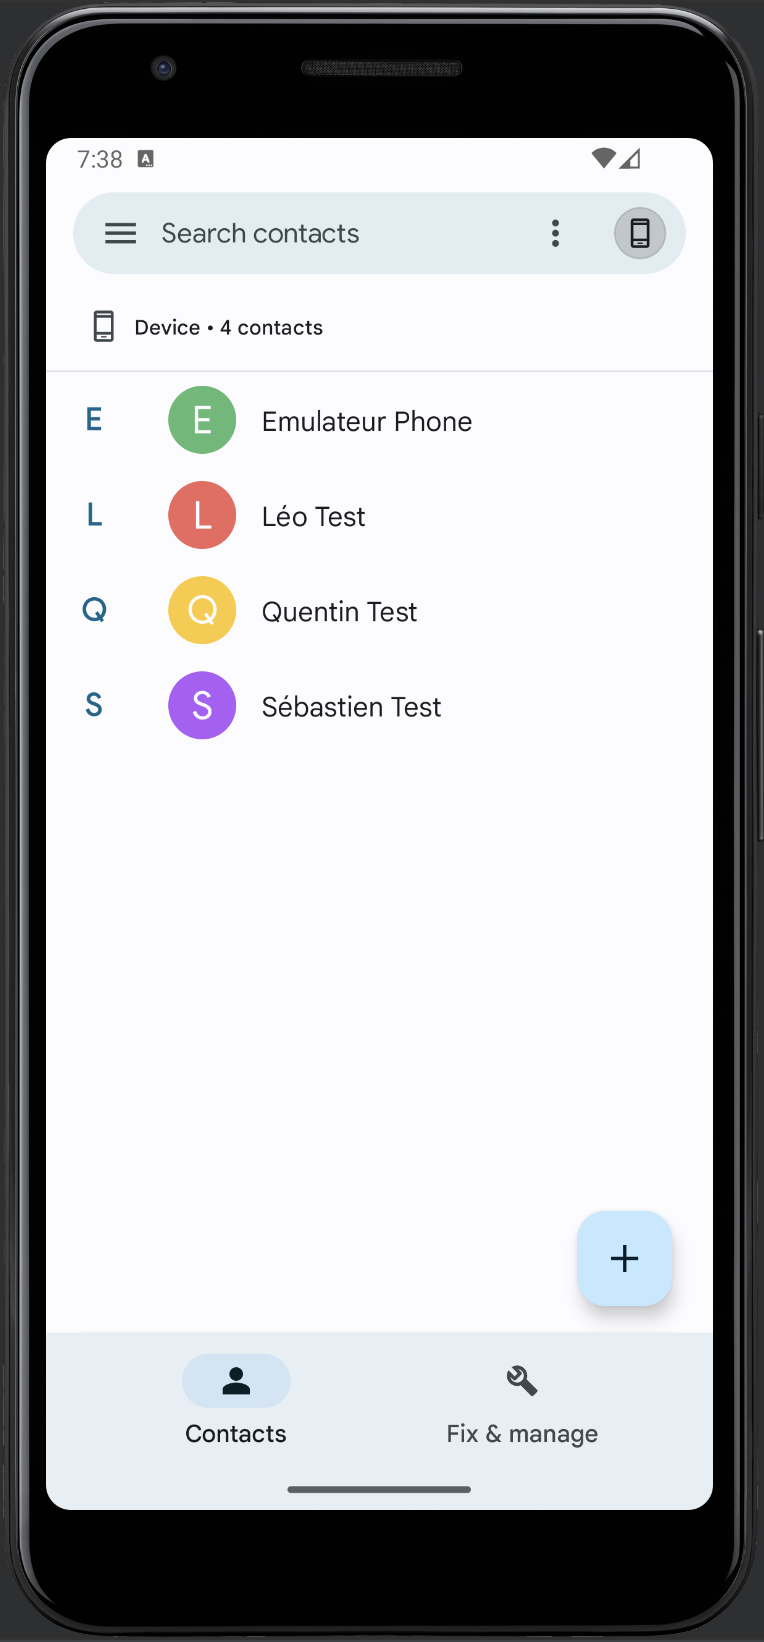 7:38
Search contacts
Device • 4 contacts
E E Emulateur Phone
L L Léo Test
Q Q Quentin Test
S S Sébastien Test
+
Contacts Fix & manage